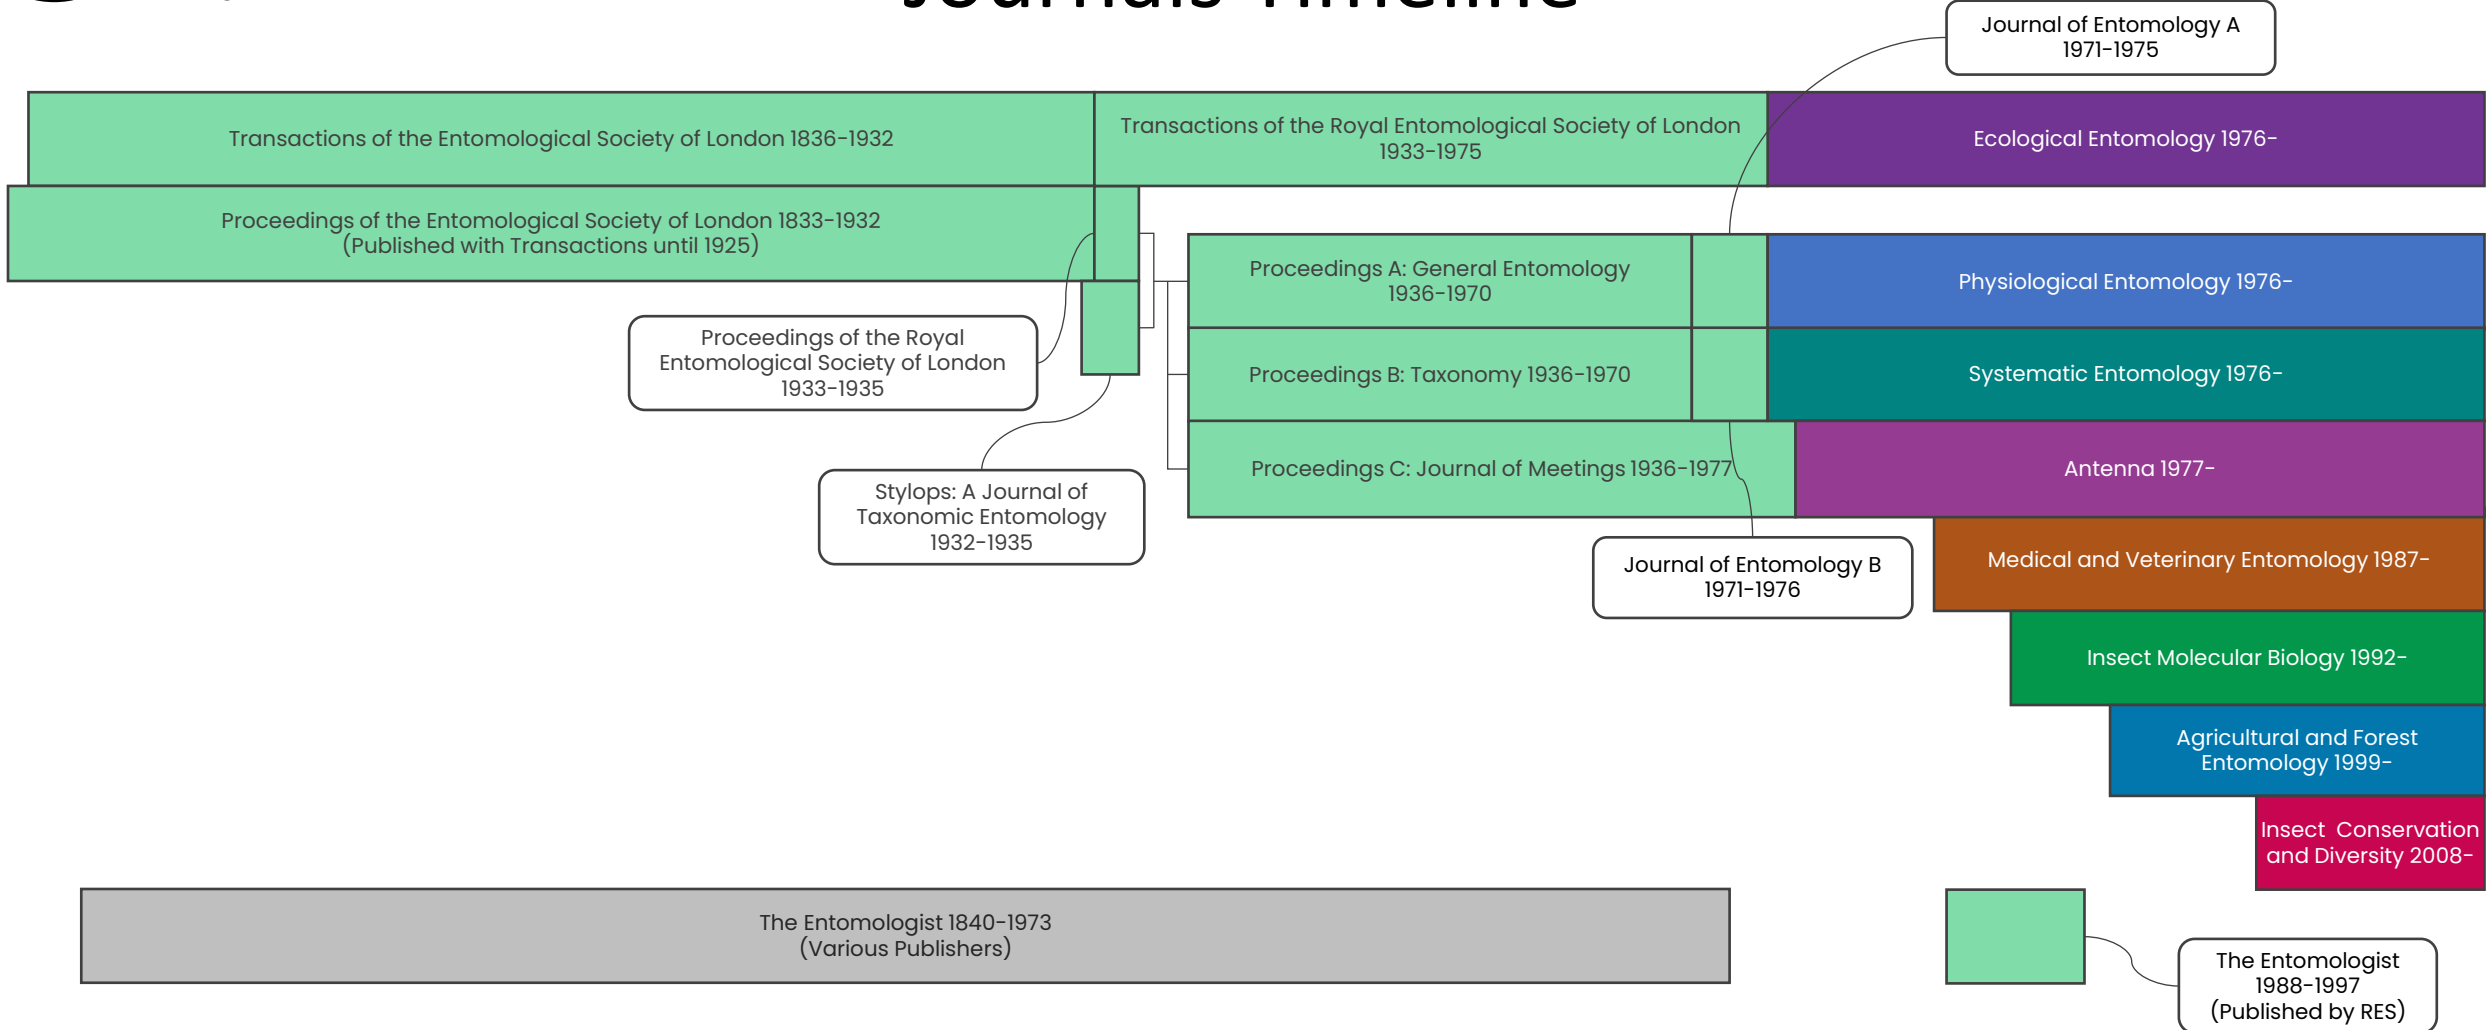 Journals Timeline
Journal of Entomology A
1971-1975
Transactions of the Entomological Society of London 1836-1932
Transactions of the Royal Entomological Society of London
1933-1975
Ecological Entomology 1976-
Proceedings of the Entomological Society of London 1833-1932
(Published with Transactions until 1925)
Proceedings A: General Entomology
1936-1970
Physiological Entomology 1976-
Proceedings of the Royal
Entomological Society of London
1933-1935
Proceedings B: Taxonomy 1936-1970
Systematic Entomology 1976-
Stylops: A Journal of
Taxonomic Entomology
1932-1935
Proceedings C: Journal of Meetings 1936-1977
Antenna 1977-
Journal of Entomology B
1971-1976
Medical and Veterinary Entomology 1987-
Insect Molecular Biology 1992-
Agricultural and Forest
Entomology 1999-
Insect  Conservation
and Diversity 2008-
The Entomologist 1840-1973
(Various Publishers)
The Entomologist
1988-1997
(Published by RES)